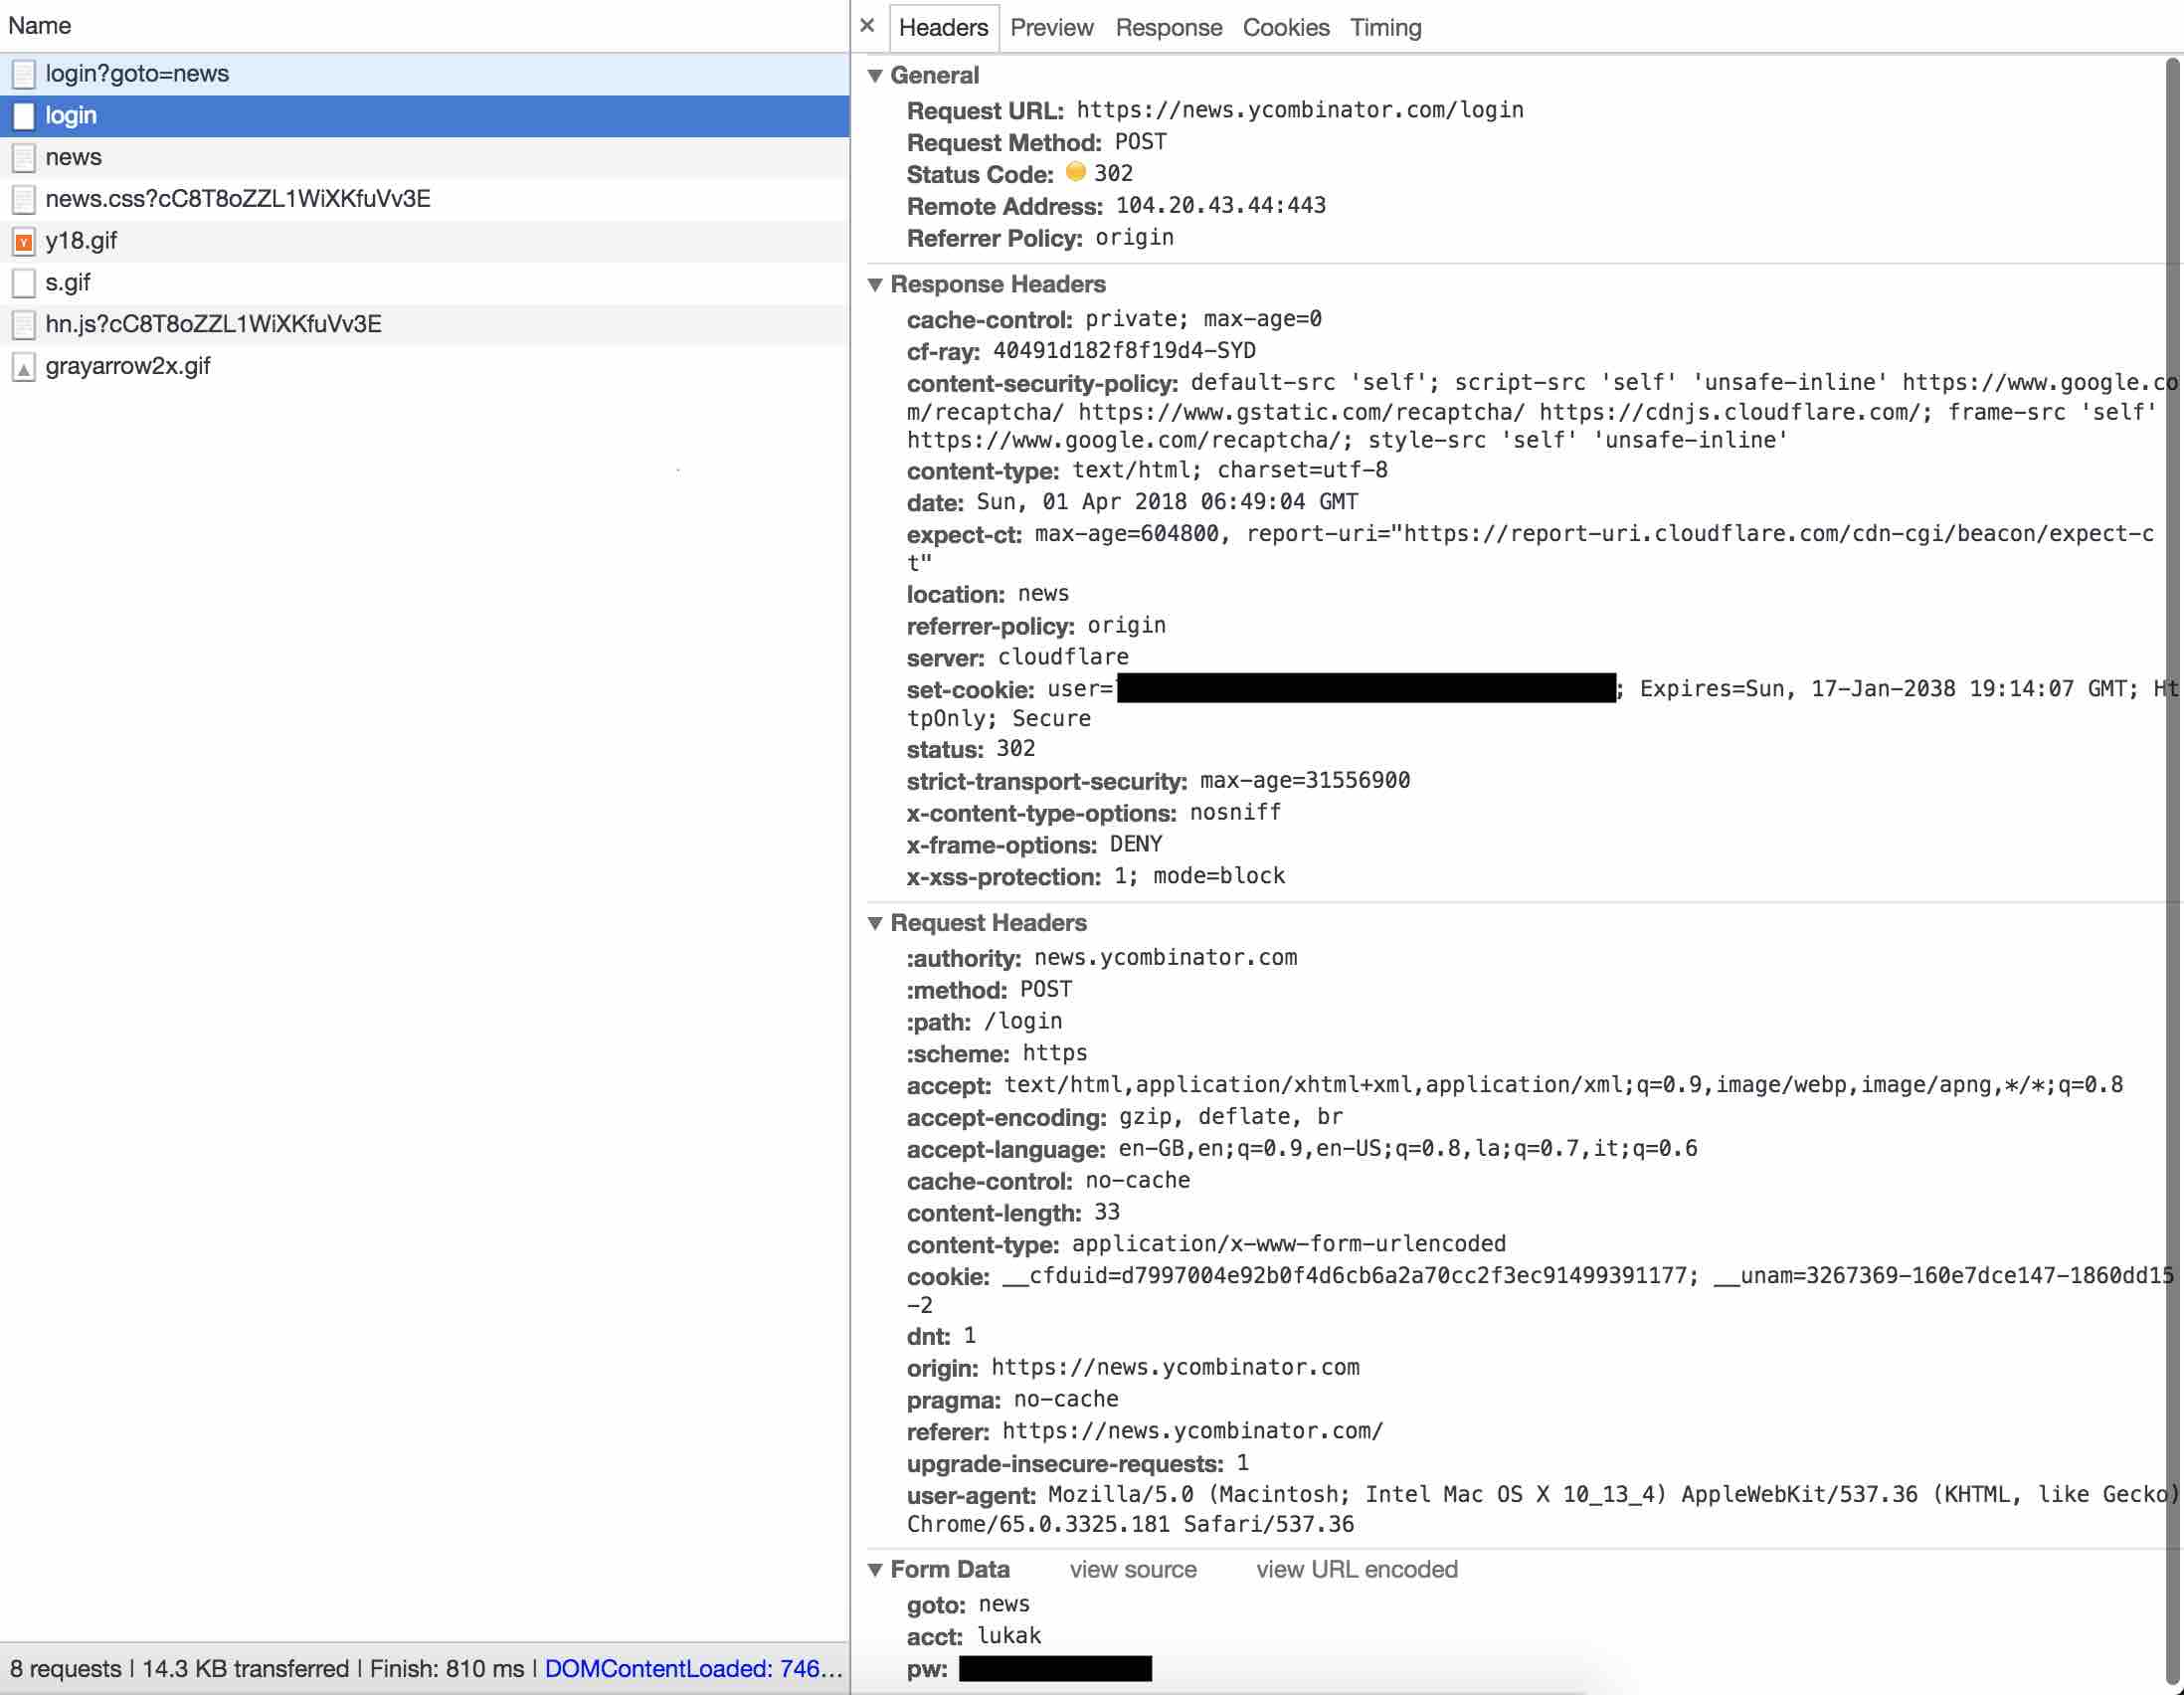 Name
login?goto=news
login
news
news.css?cC8T8oZZL1WiXKfuVv3E
y18.gif
s.gif
hn.js?cC8T8oZZL1WiXKfuVv3E
grayarrow2x.gif
8 requests | 14.3 KB transferred | Finish: 810 ms | DOMContentLoaded: 746...
× Headers Preview Response Cookies Timing
▼ General
Request URL: https://news.ycombinator.com/login
Request Method: POST
Status Code: 302
Remote Address: 104.20.43.44:443
Referrer Policy: origin
▼ Response Headers
cache-control: private; max-age=0
cf-ray: 40491d182f8f19d4-SYD
content-security-policy: default-src 'self'; script-src 'self' 'unsafe-inline' https://www.google.co
m/recaptcha/ https://www.gstatic.com/recaptcha/ https://cdnjs.cloudflare.com/; frame-src 'self'
https://www.google.com/recaptcha/; style-src 'self' 'unsafe-inline'
content-type: text/html; charset=utf-8
date: Sun, 01 Apr 2018 06:49:04 GMT
expect-ct: max-age=604800, report-uri="https://report-uri.cloudflare.com/cdn-cgi/beacon/expect-c
t"
location: news
referrer-policy: origin
server: cloudflare
set-cookie: user= ; Expires=Sun, 17-Jan-2038 19:14:07 GMT; Ht
tpOnly; Secure
status: 302
strict-transport-security: max-age=31556900
x-content-type-options: nosniff
x-frame-options: DENY
x-xss-protection: 1; mode=block
▼ Request Headers
:authority: news.ycombinator.com
:method: POST
:path: /login
:scheme: https
accept: text/html,application/xhtml+xml,application/xml;q=0.9,image/webp,image/apng,*/*;q=0.8
accept-encoding: gzip, deflate, br
accept-language: en-GB,en;q=0.9,en-US;q=0.8,la;q=0.7,it;q=0.6
cache-control: no-cache
content-length: 33
content-type: application/x-www-form-urlencoded
cookie: __cfduid=d7997004e92b0f4d6cb6a2a70cc2f3ec91499391177; __unam=3267369-160e7dce147-1860dd15
-2
dnt: 1
origin: https://news.ycombinator.com
pragma: no-cache
referer: https://news.ycombinator.com/
upgrade-insecure-requests: 1
user-agent: Mozilla/5.0 (Macintosh; Intel Mac OS X 10_13_4) AppleWebKit/537.36 (KHTML, like Gecko)
Chrome/65.0.3325.181 Safari/537.36
▼ Form Data view source view URL encoded
goto: news
acct: lukak
pw: